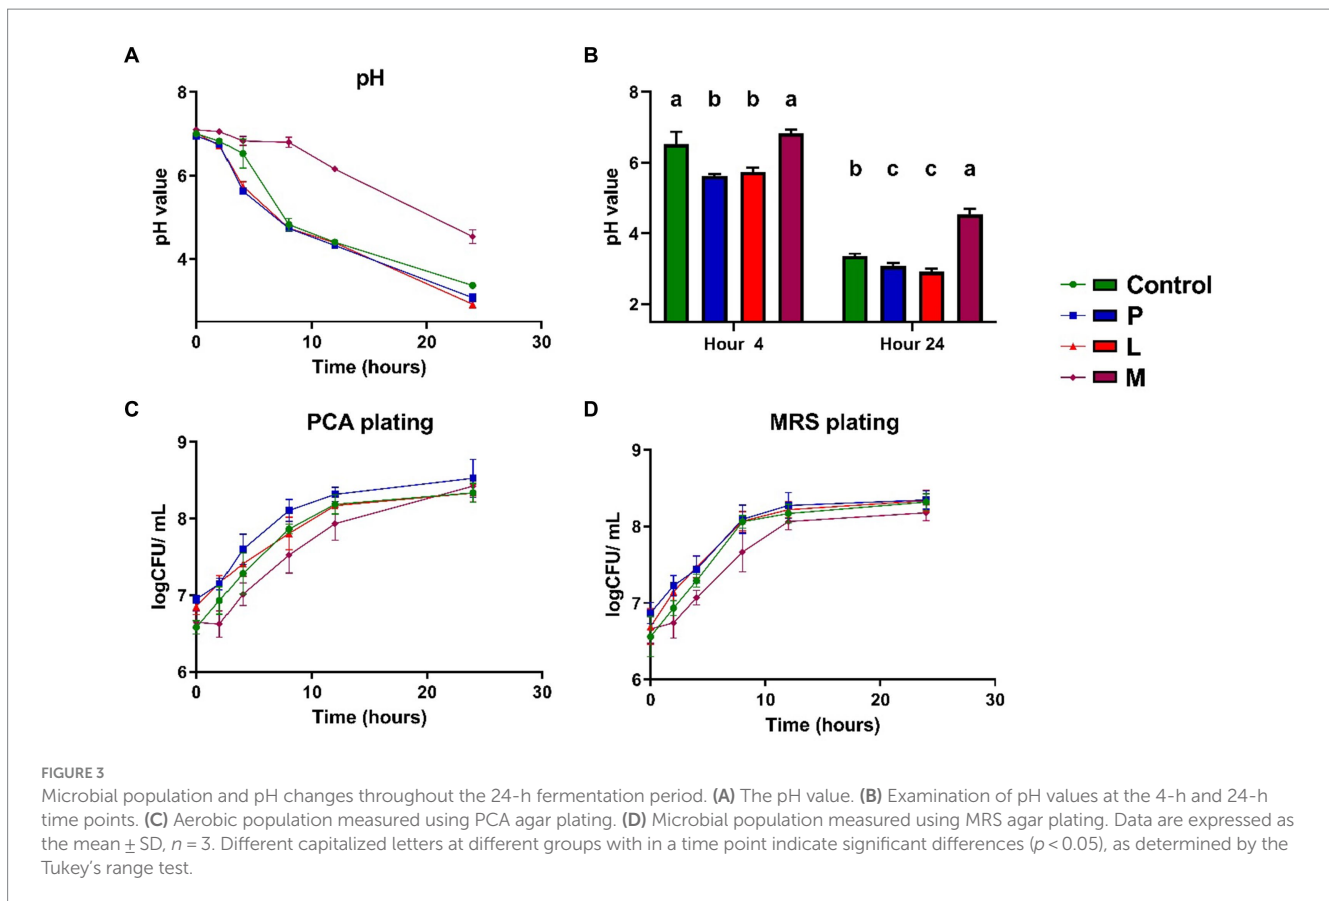 A
pH
8
6
4
pH value
0
10
20
30
Time (hours)
B
8
6
4
2
pH value
a
b
b
a
b
c
c
a
Hour 4
Hour 24
Control
P
L
M
C
PCA plating
9
8
7
6
logCFU/ mL
0
10
20
30
Time (hours)
D
MRS plating
9
8
7
6
logCFU/ mL
0
10
20
30
Time (hours)
FIGURE 3
Microbial population and pH changes throughout the 24-h fermentation period. (A) The pH value. (B) Examination of pH values at the 4-h and 24-h
time points. (C) Aerobic population measured using PCA agar plating. (D) Microbial population measured using MRS agar plating. Data are expressed as
the mean ± SD, n = 3. Different capitalized letters at different groups with in a time point indicate significant differences (p < 0.05), as determined by the
Tukey’s range test.